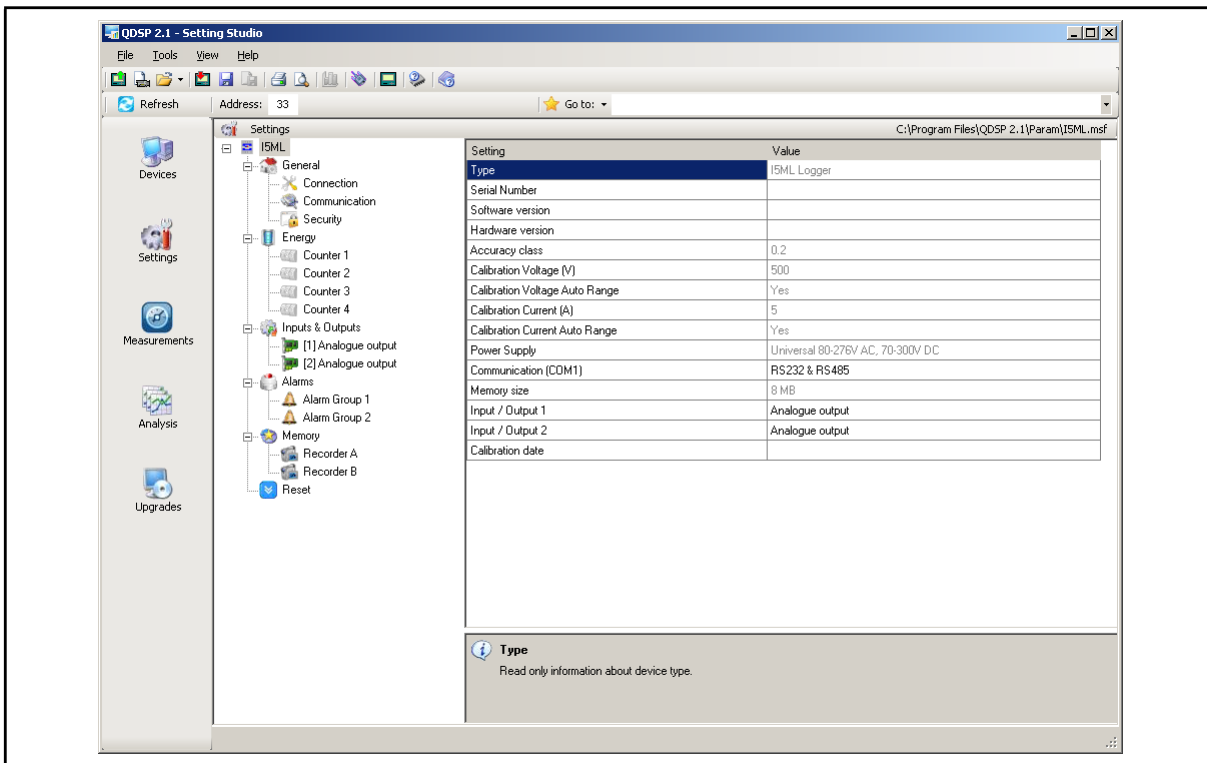 QDSP 2.1 - Setting Studio
File Tools View Help
Refresh Address: 33 Go to:
Settings C:\Program Files\QDSP 2.1\Param\I5ML.msf
Devices
Settings
Measurements
Analysis
Upgrades
I5ML
General
Connection
Communication
Security
Energy
Counter 1
Counter 2
Counter 3
Counter 4
Inputs & Outputs
[1] Analogue output
[2] Analogue output
Alarms
Alarm Group 1
Alarm Group 2
Memory
Recorder A
Recorder B
Reset
Setting Value
Type I5ML Logger
Serial Number
Software version
Hardware version
Accuracy class 0.2
Calibration Voltage (V) 500
Calibration Voltage Auto Range Yes
Calibration Current (A) 5
Calibration Current Auto Range Yes
Power Supply Universal 80-276V AC, 70-300V DC
Communication (COM1) RS232 & RS485
Memory size 8 MB
Input / Output 1 Analogue output
Input / Output 2 Analogue output
Calibration date
Type
Read only information about device type.